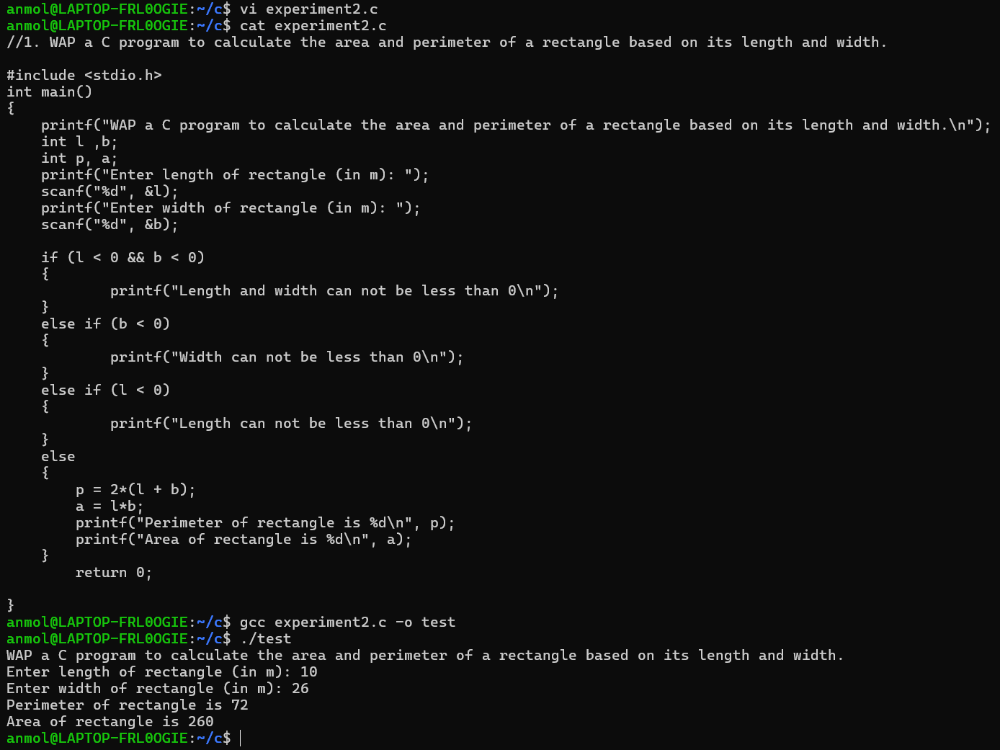 anmol@LAPTOP-FRL0OGIE:~/c$ vi experiment2.c
anmol@LAPTOP-FRL0OGIE:~/c$ cat experiment2.c
//1. WAP a C program to calculate the area and perimeter of a rectangle based on its length and width.

#include <stdio.h>
int main()
{
    printf("WAP a C program to calculate the area and perimeter of a rectangle based on its length and width.\n");
    int l ,b;
    int p, a;
    printf("Enter length of rectangle (in m): ");
    scanf("%d", &l);
    printf("Enter width of rectangle (in m): ");
    scanf("%d", &b);

    if (l < 0 && b < 0)
    {
            printf("Length and width can not be less than 0\n");
    }
    else if (b < 0)
    {
            printf("Width can not be less than 0\n");
    }
    else if (l < 0)
    {
            printf("Length can not be less than 0\n");
    }
    else
    {
        p = 2*(l + b);
        a = l*b;
        printf("Perimeter of rectangle is %d\n", p);
        printf("Area of rectangle is %d\n", a);
    }
        return 0;

}
anmol@LAPTOP-FRL0OGIE:~/c$ gcc experiment2.c -o test
anmol@LAPTOP-FRL0OGIE:~/c$ ./test
WAP a C program to calculate the area and perimeter of a rectangle based on its length and width.
Enter length of rectangle (in m): 10
Enter width of rectangle (in m): 26
Perimeter of rectangle is 72
Area of rectangle is 260
anmol@LAPTOP-FRL0OGIE:~/c$